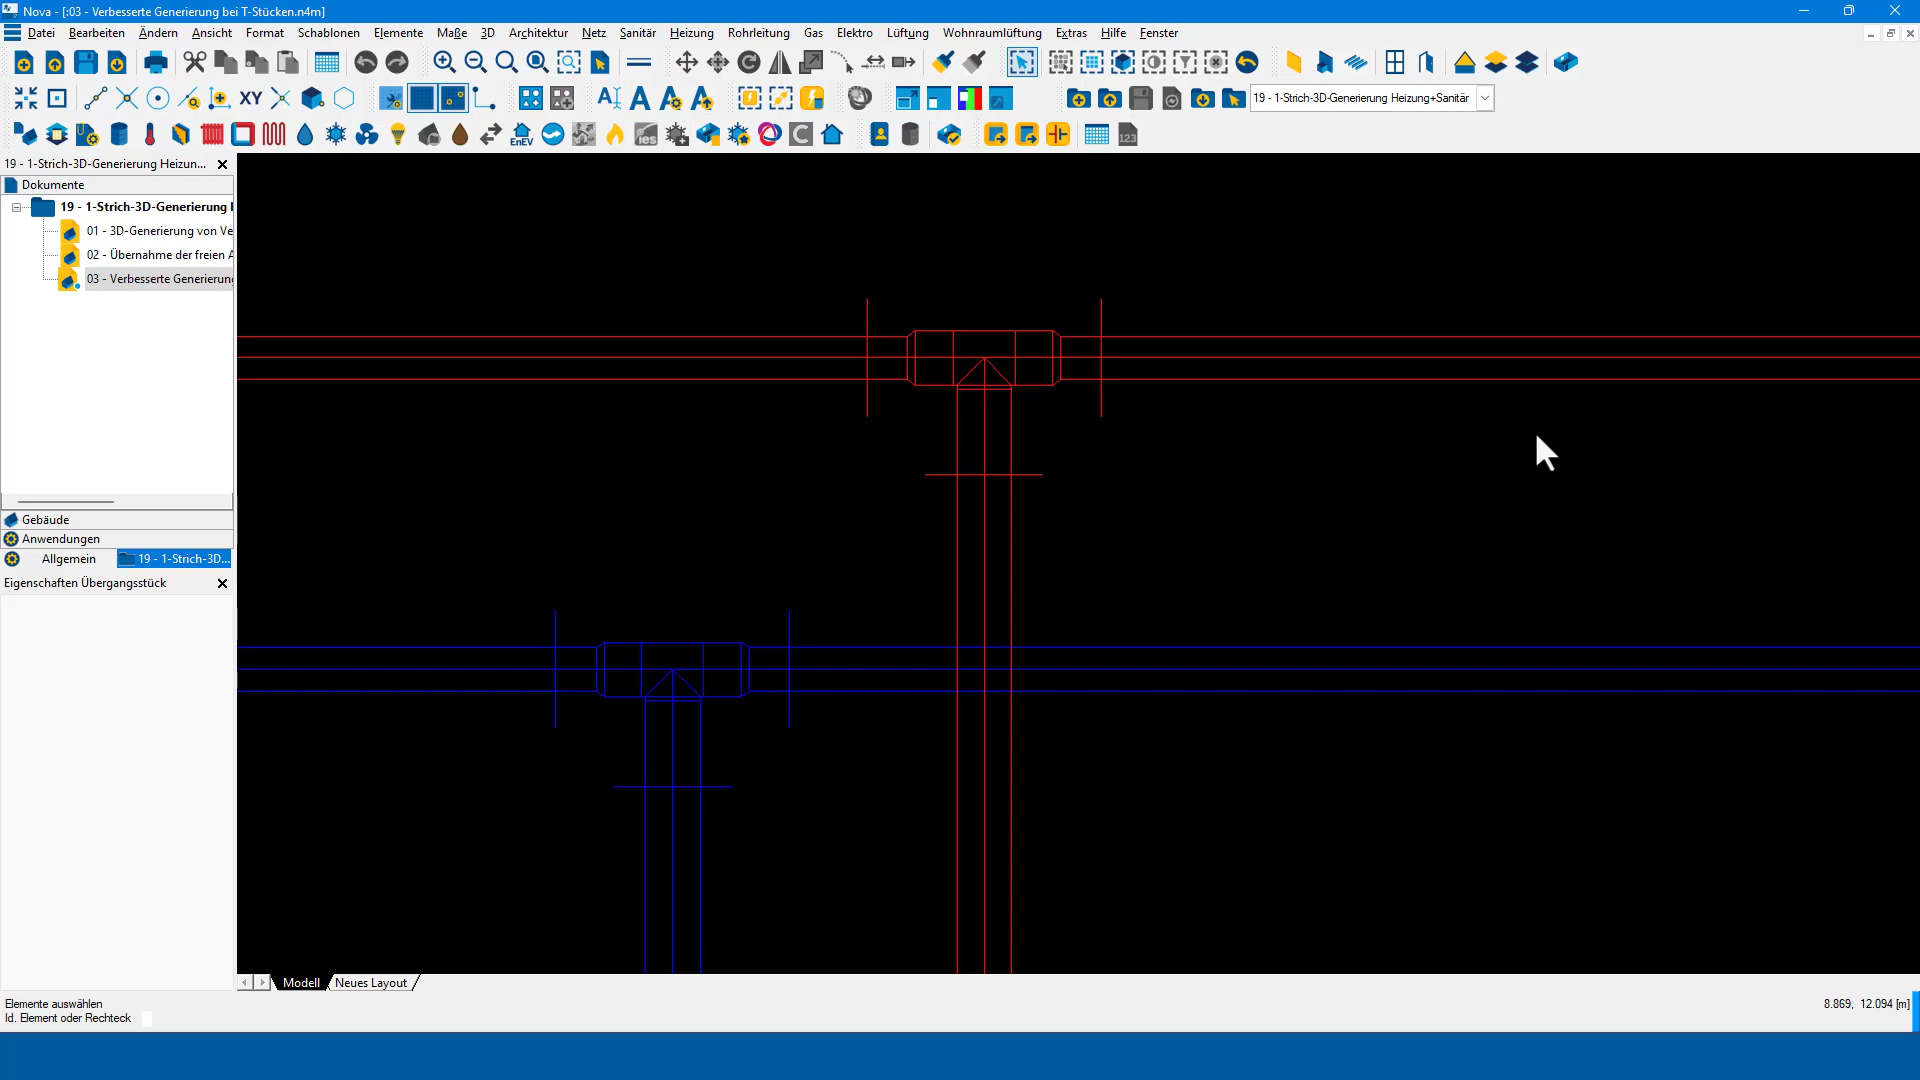 Nova - [:03 - Verbesserte Generierung bei T-Stücken.n4m]
Datei Bearbeiten Ändern Ansicht Format Schablonen Elemente Maße 3D Architektur Netz Sanitär Heizung Rohrleitung Gas Elektro Lüftung Wohnraumlüftung Extras Hilfe Fenster
XY 19 - 1-Strich-3D-Generierung Heizung+Sanitär
EnEV ies 123
19 - 1-Strich-3D-Generierung Heizun...
Dokumente
19 - 1-Strich-3D-Generierung
01 - 3D-Generierung von Ve
02 - Übernahme der freien A
03 - Verbesserte Generierung
Gebäude
Anwendungen
Allgemein 19 - 1-Strich-3D...
Eigenschaften Übergangsstück
Modell Neues Layout
Elemente auswählen
Id. Element oder Rechteck
8.869, 12.094 [m]